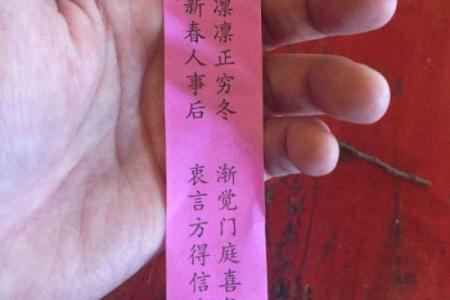 凛凛正穷冬 渐觉门庭喜
新春人事后 衷言方得信